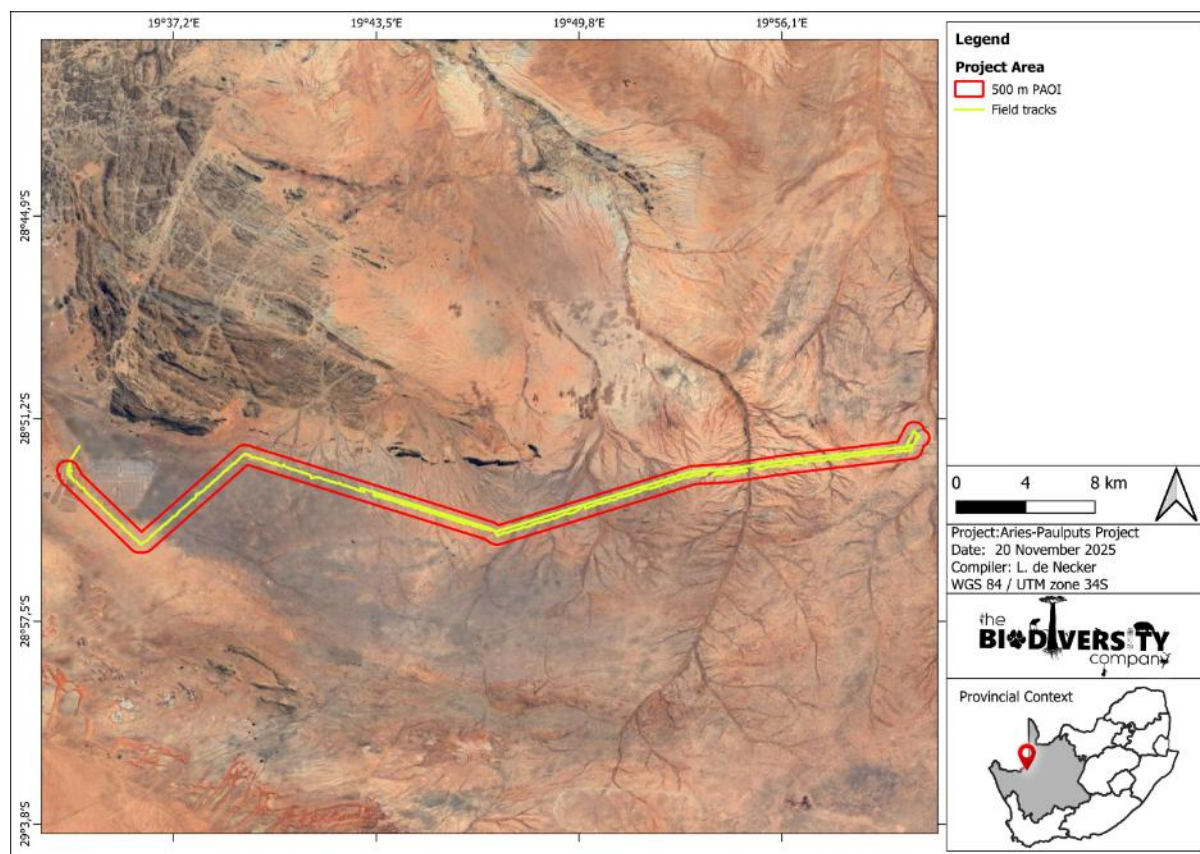 19°37,2'E
19°43,5'E
19°49,8'E
19°56,1'E
28°44,9'S
28°51,2'S
28°57,5'S
29°3,8'S
Legend
Project Area
500 m PAOI
Field tracks
0 4 8 km
Project:Aries-Paulputs Project
Date: 20 November 2025
Compiler: L. de Necker
WGS 84 / UTM zone 34S
the
BIODIVERSITY
company
Provincial Context